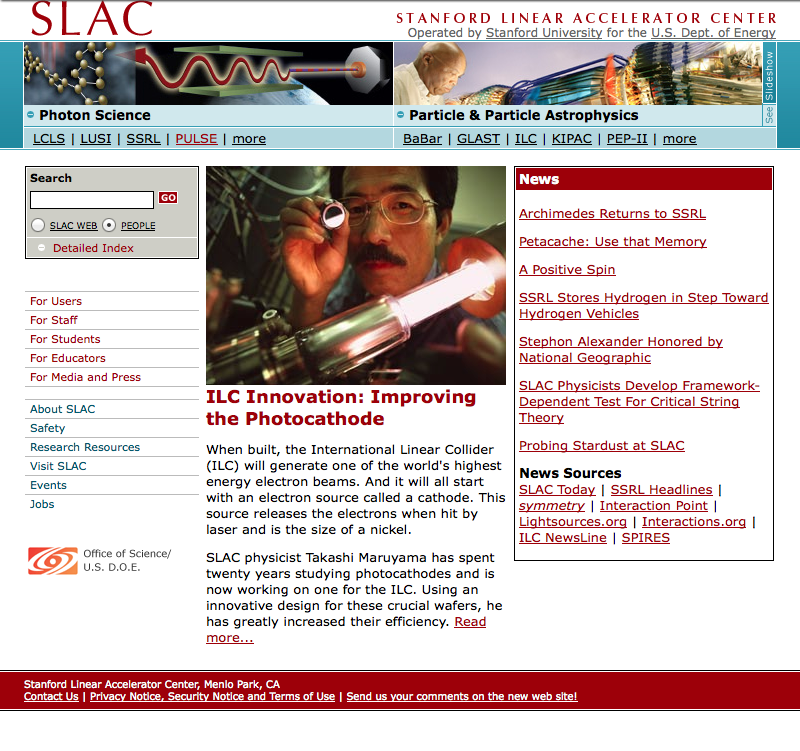 SLAC
STANFORD LINEAR ACCELERATOR CENTER
Operated by Stanford University for the U.S. Dept. of Energy
See Slideshow
Photon Science
LCLS | LUSI | SSRL | PULSE | more
Particle & Particle Astrophysics
BaBar | GLAST | ILC | KIPAC | PEP-II | more
Search
GO
SLAC WEB PEOPLE
Detailed Index
For Users
For Staff
For Students
For Educators
For Media and Press
About SLAC
Safety
Research Resources
Visit SLAC
Events
Jobs
Office of Science/
U.S. D.O.E.
ILC Innovation: Improving
the Photocathode
When built, the International Linear Collider
(ILC) will generate one of the world's highest
energy electron beams. And it will all start
with an electron source called a cathode. This
source releases the electrons when hit by
laser and is the size of a nickel.
SLAC physicist Takashi Maruyama has spent
twenty years studying photocathodes and is
now working on one for the ILC. Using an
innovative design for these crucial wafers, he
has greatly increased their efficiency. Read
more...
News
Archimedes Returns to SSRL
Petacache: Use that Memory
A Positive Spin
SSRL Stores Hydrogen in Step Toward
Hydrogen Vehicles
Stephon Alexander Honored by
National Geographic
SLAC Physicists Develop Framework-
Dependent Test For Critical String
Theory
Probing Stardust at SLAC
News Sources
SLAC Today | SSRL Headlines |
symmetry | Interaction Point |
Lightsources.org | Interactions.org |
ILC NewsLine | SPIRES
Stanford Linear Accelerator Center, Menlo Park, CA
Contact Us | Privacy Notice, Security Notice and Terms of Use | Send us your comments on the new web site!